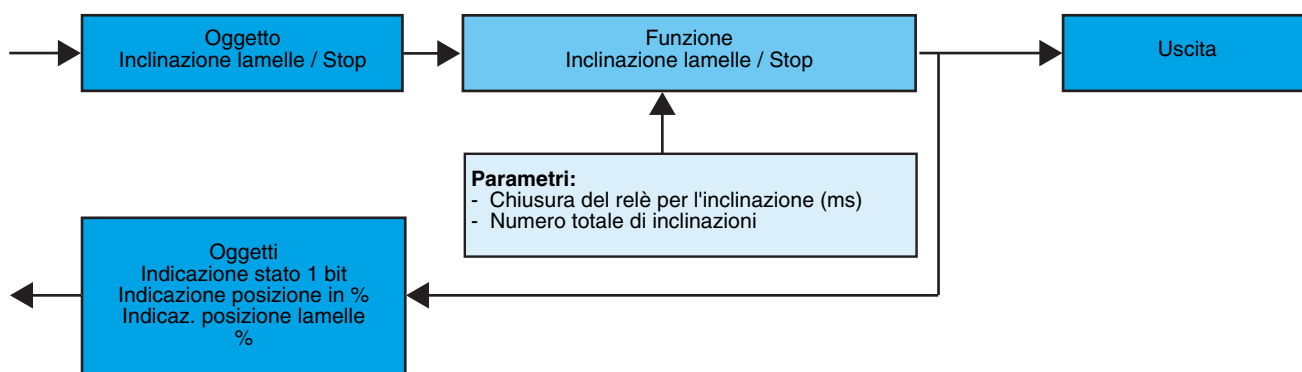 Oggetto
Inclinazione lamelle / Stop
Funzione
Inclinazione lamelle / Stop
Uscita
Parametri:
- Chiusura del relè per l'inclinazione (ms)
- Numero totale di inclinazioni
Oggetti
Indicazione stato 1 bit
Indicazione posizione in %
Indicaz. posizione lamelle
%